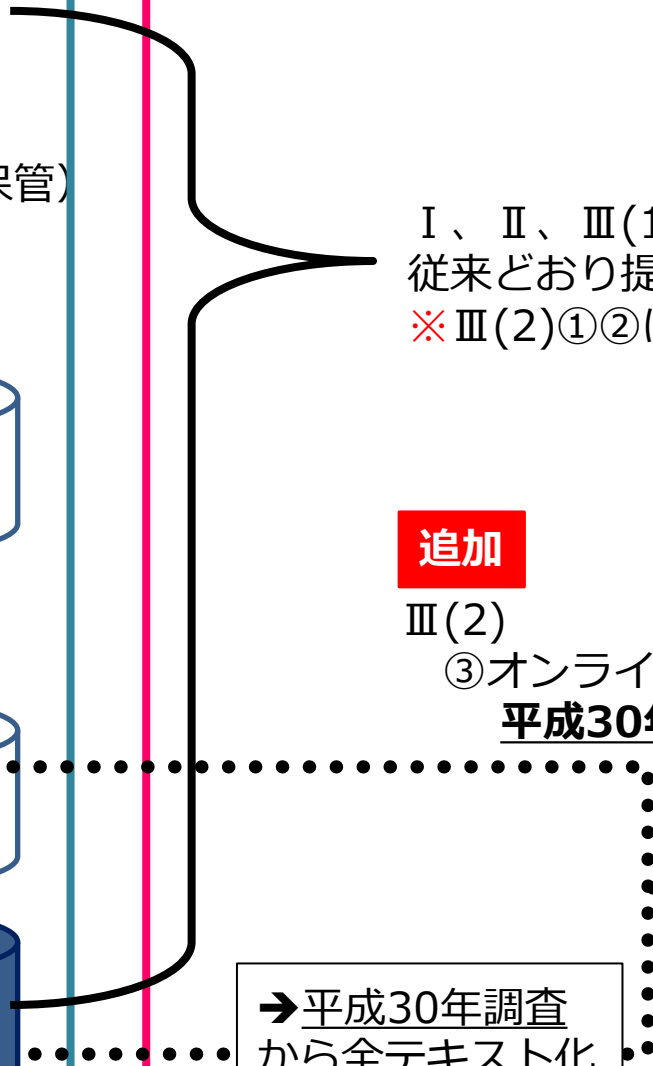 保管）
Ⅰ、Ⅱ、Ⅲ(1
従来どおり提
※Ⅲ(2)①②
追加
Ⅲ(2)
③オンライ
平成30年
➔平成30年調査
から全テキスト化